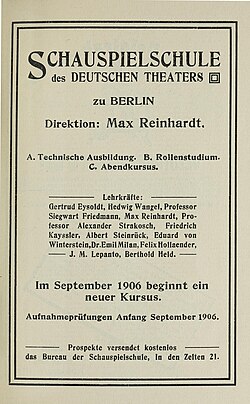 SCHAUSPIELSCHULE
des DEUTSCHEN THEATERS
zu BERLIN
Direktion: Max Reinhardt.
A. Technische Ausbildung. B. Rollenstudium.
C. Abendkursus.
Lehrkräfte:
Gertrud Eysoldt, Hedwig Wangel, Professor
Siegwart Friedmann, Max Reinhardt, Pro-
fessor Alexander Strakosch, Friedrich
Kayssler, Albert Steinrück, Eduard von
Winterstein, Dr. Emil Milan, Felix Hollaender,
J. M. Lepanto, Berthold Held.
Im September 1906 beginnt ein
neuer Kursus.
Aufnahmeprüfungen Anfang September 1906.
Prospekte versendet kostenlos
das Bureau der Schauspielschule, In den Zelten 21.